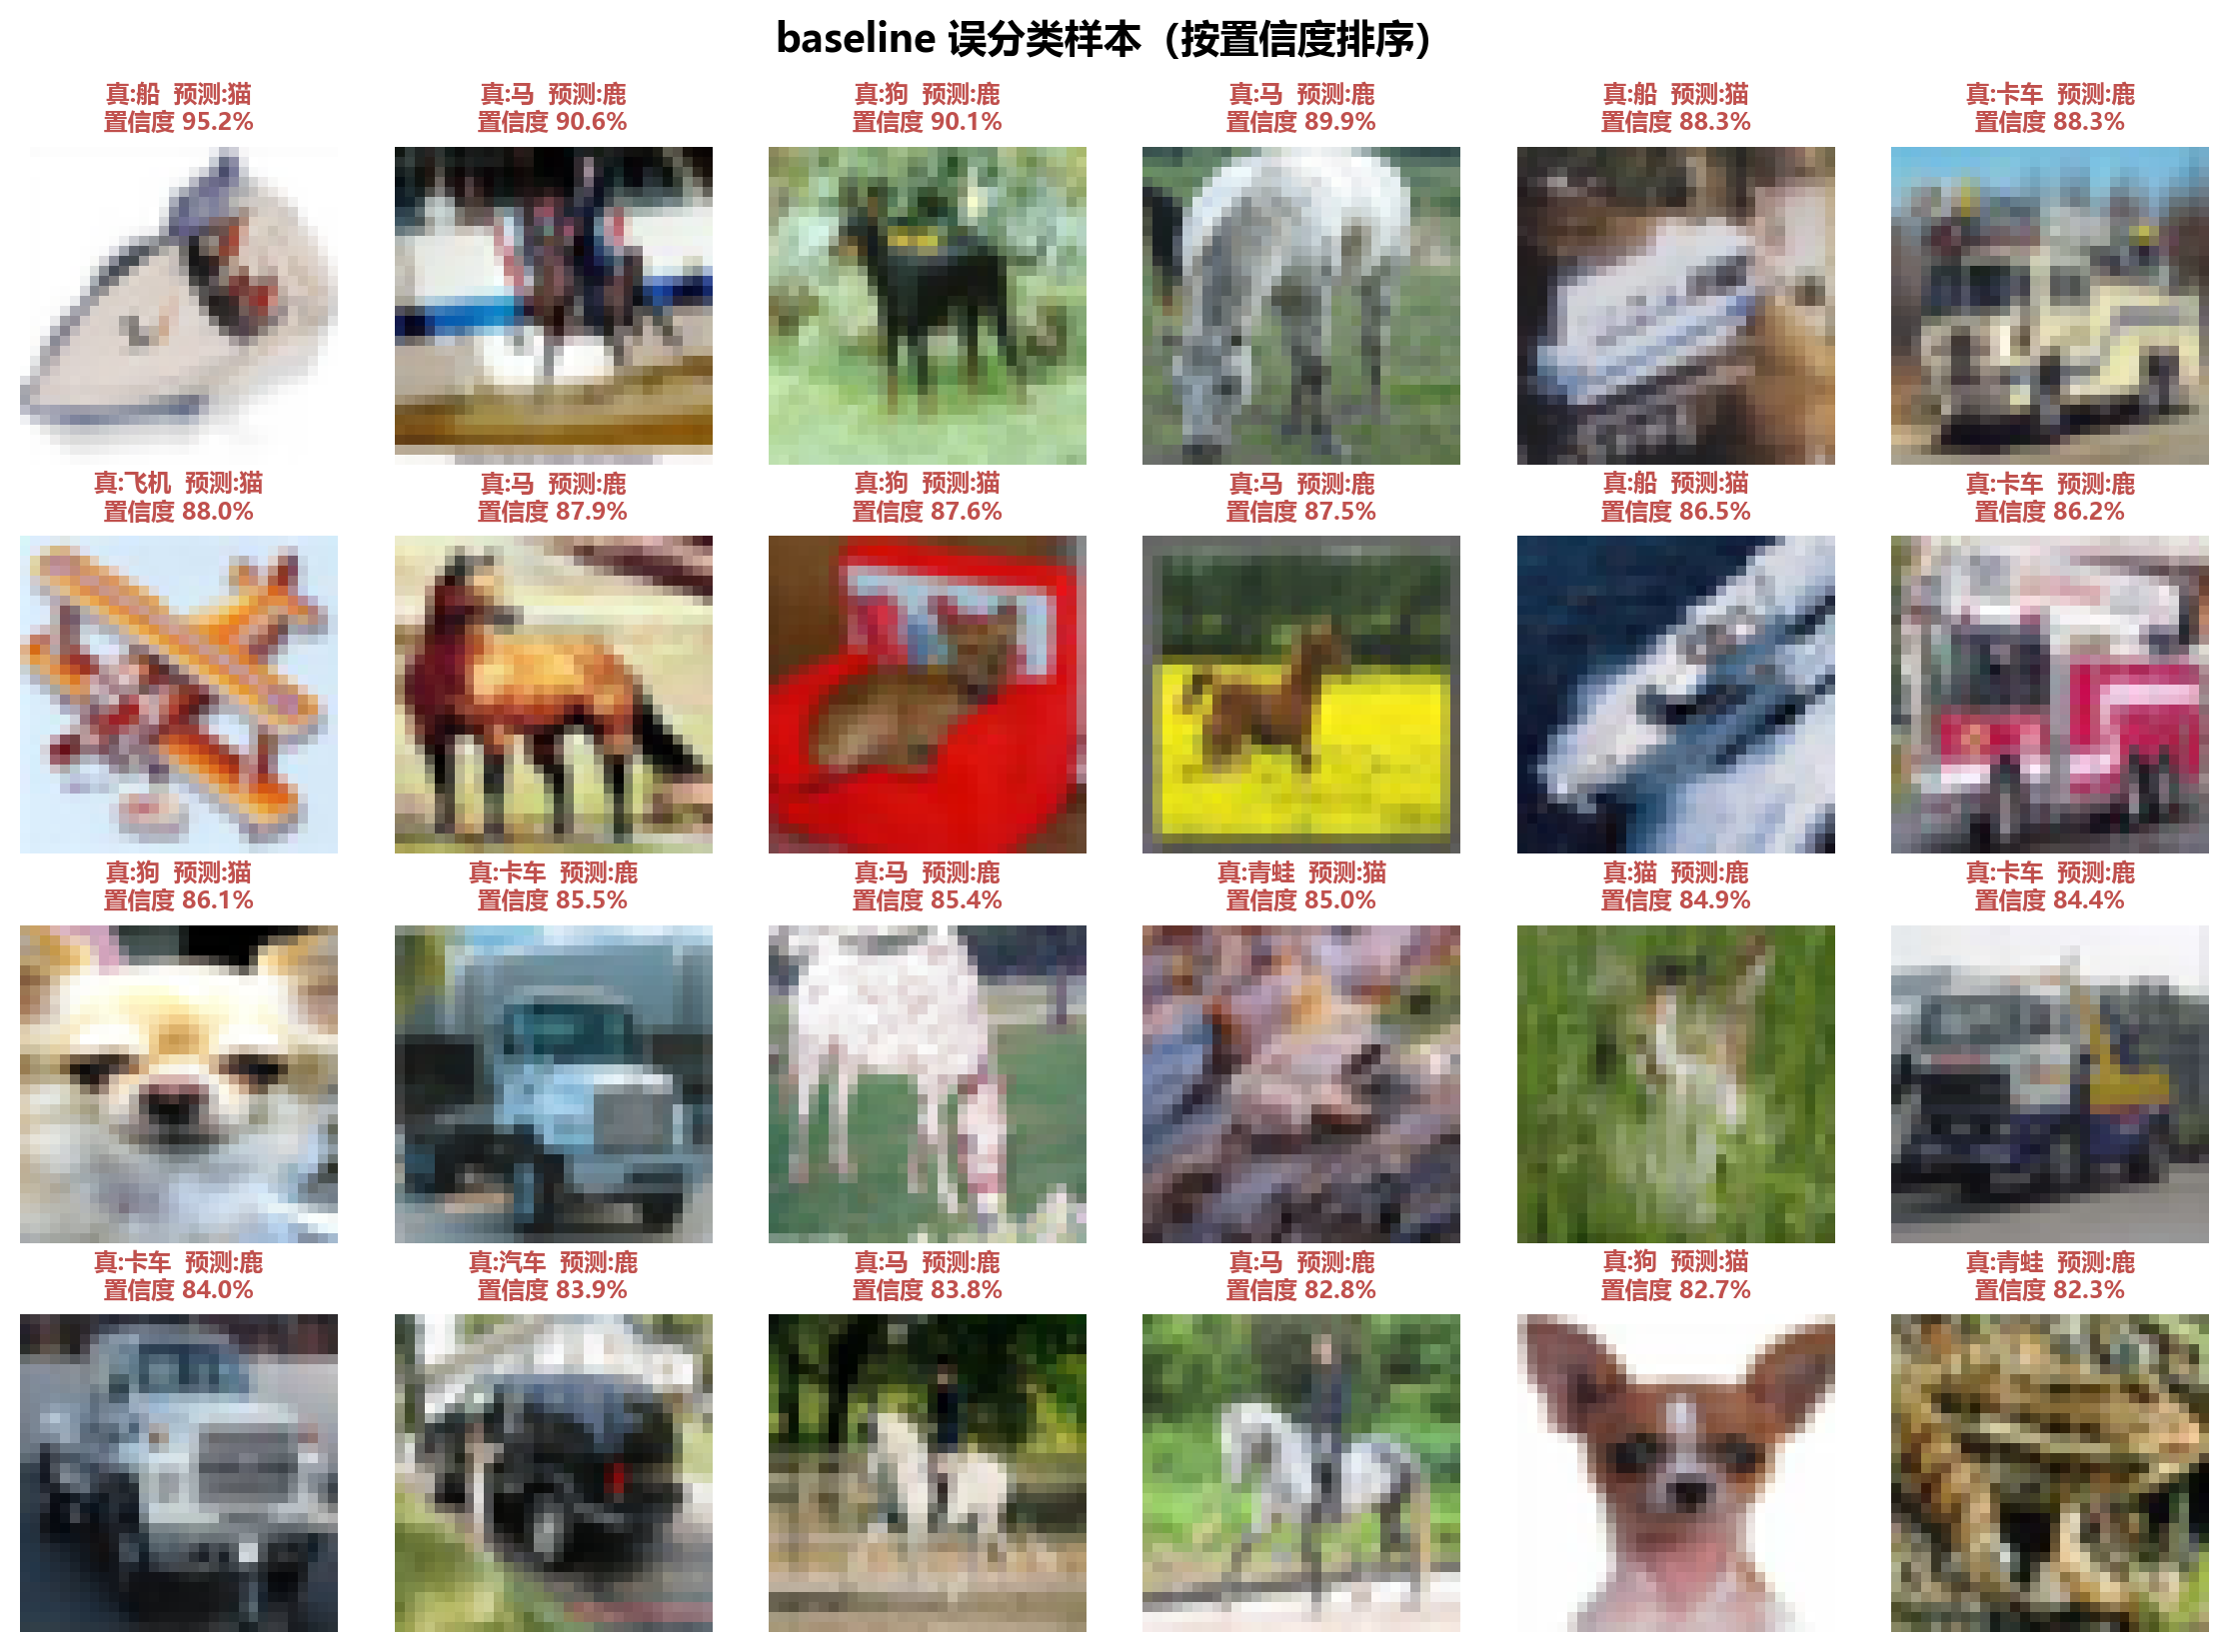 baseline 误分类样本（按置信度排序）
真:船 预测:猫
置信度 95.2%
真:马 预测:鹿
置信度 90.6%
真:狗 预测:鹿
置信度 90.1%
真:马 预测:鹿
置信度 89.9%
真:船 预测:猫
置信度 88.3%
真:卡车 预测:鹿
置信度 88.3%
真:飞机 预测:猫
置信度 88.0%
真:马 预测:鹿
置信度 87.9%
真:狗 预测:猫
置信度 87.6%
真:马 预测:鹿
置信度 87.5%
真:船 预测:猫
置信度 86.5%
真:卡车 预测:鹿
置信度 86.2%
真:狗 预测:猫
置信度 86.1%
真:卡车 预测:鹿
置信度 85.5%
真:马 预测:鹿
置信度 85.4%
真:青蛙 预测:猫
置信度 85.0%
真:猫 预测:鹿
置信度 84.9%
真:卡车 预测:鹿
置信度 84.4%
真:卡车 预测:鹿
置信度 84.0%
真:汽车 预测:鹿
置信度 83.9%
真:马 预测:鹿
置信度 83.8%
真:马 预测:鹿
置信度 82.8%
真:狗 预测:猫
置信度 82.7%
真:青蛙 预测:鹿
置信度 82.3%